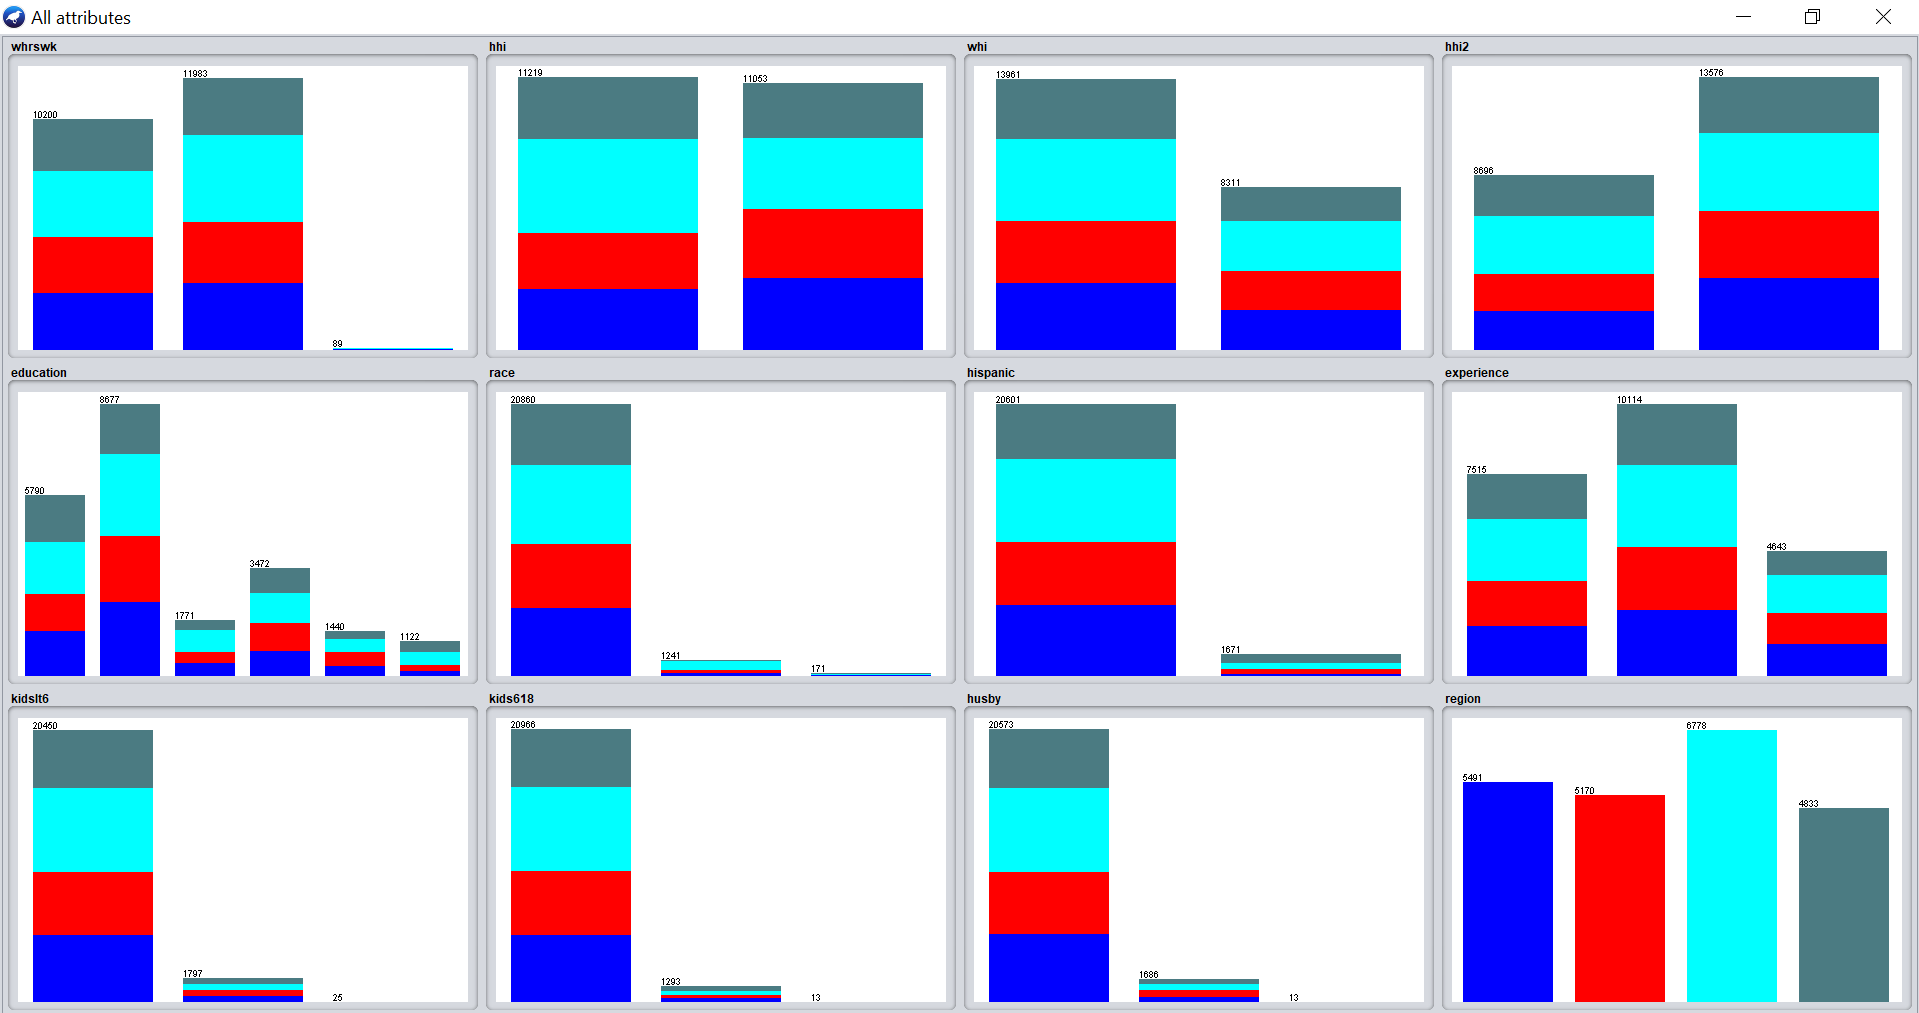 All attributes
whrswk
hhi
whi
hhi2
10200
11983
89
11219
11053
13961
8311
8696
13576
education
race
hispanic
experience
5790
8677
1771
3472
1440
1122
20860
1241
171
20601
1671
7515
10114
4643
kidslt6
kids618
husby
region
20450
1797
25
20966
1293
13
20573
1686
13
5491
5170
6778
4833